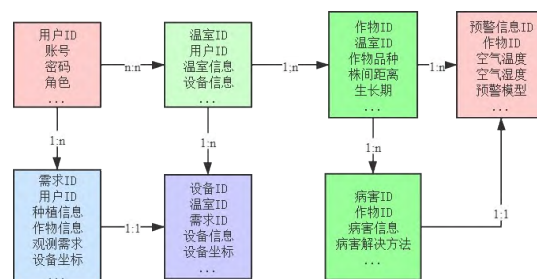 用户ID
账号
密码
角色
...
n:n
温室ID
用户ID
温室信息
设备信息
...
1;n
作物ID
温室ID
作物品种
株间距离
生长期
...
1;n
预警信息ID
作物ID
空气温度
空气湿度
预警模型
...
1:n
1;n
1;n
1:1
需求ID
用户ID
种植信息
作物信息
观测需求
设备坐标
...
1:1
设备ID
温室ID
需求ID
设备信息
设备坐标
...
病害ID
作物ID
病害信息
病害解决方法
...